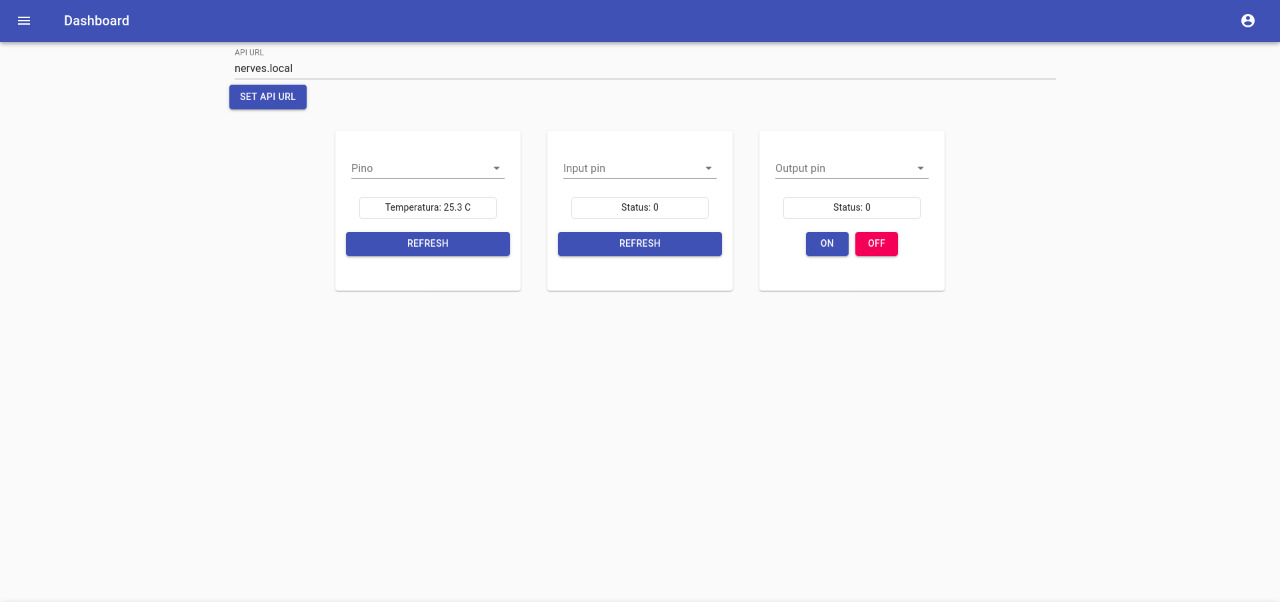 Dashboard
API URL
nerves.local
SET API URL
Pino
Temperatura: 25.3 C
REFRESH
Input pin
Status: 0
REFRESH
Output pin
Status: 0
ON OFF